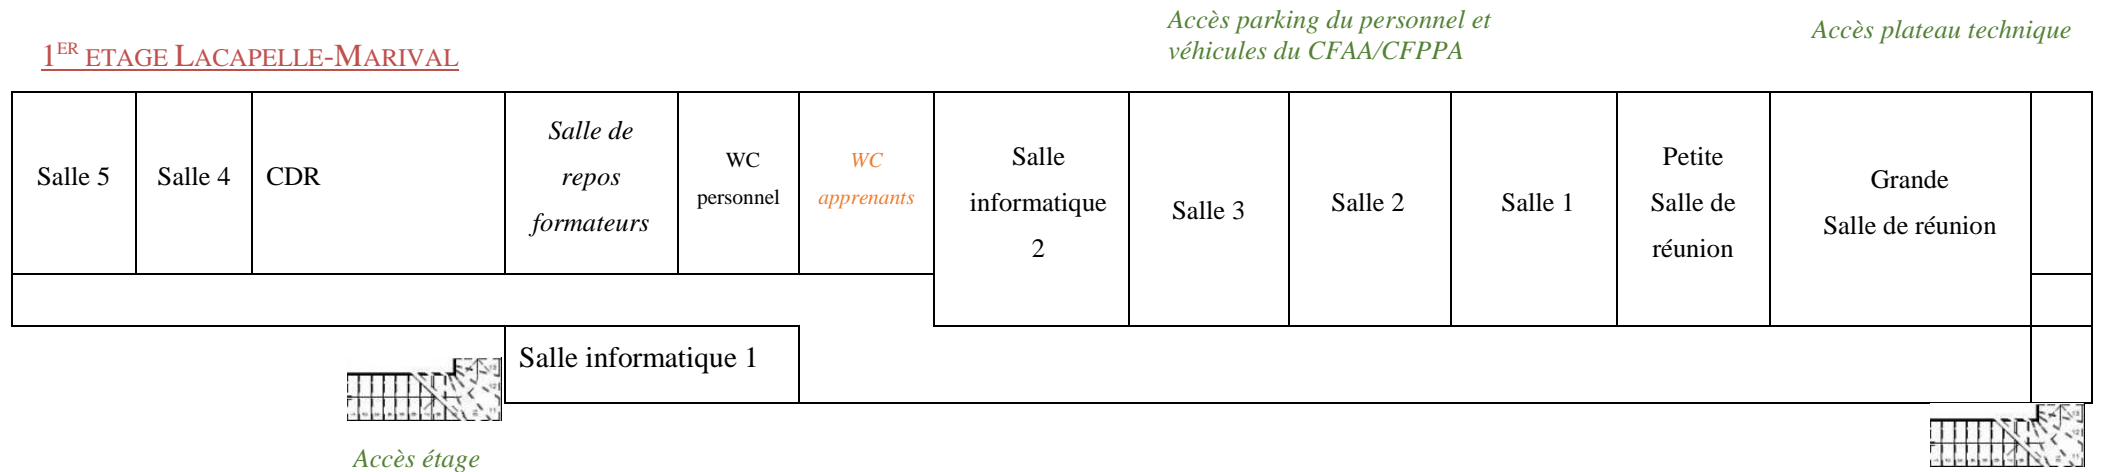 Accès parking du personnel et
véhicules du CFAA/CFPPA
Accès plateau technique
1ER ETAGE LACAPELLE-MARIVAL
Salle 5
Salle 4
CDR
Salle de
repos
formateurs
WC
personnel
WC
apprenants
Salle
informatique
2
Salle 3
Salle 2
Salle 1
Petite
Salle de
réunion
Grande
Salle de réunion
Salle informatique 1
Accès étage